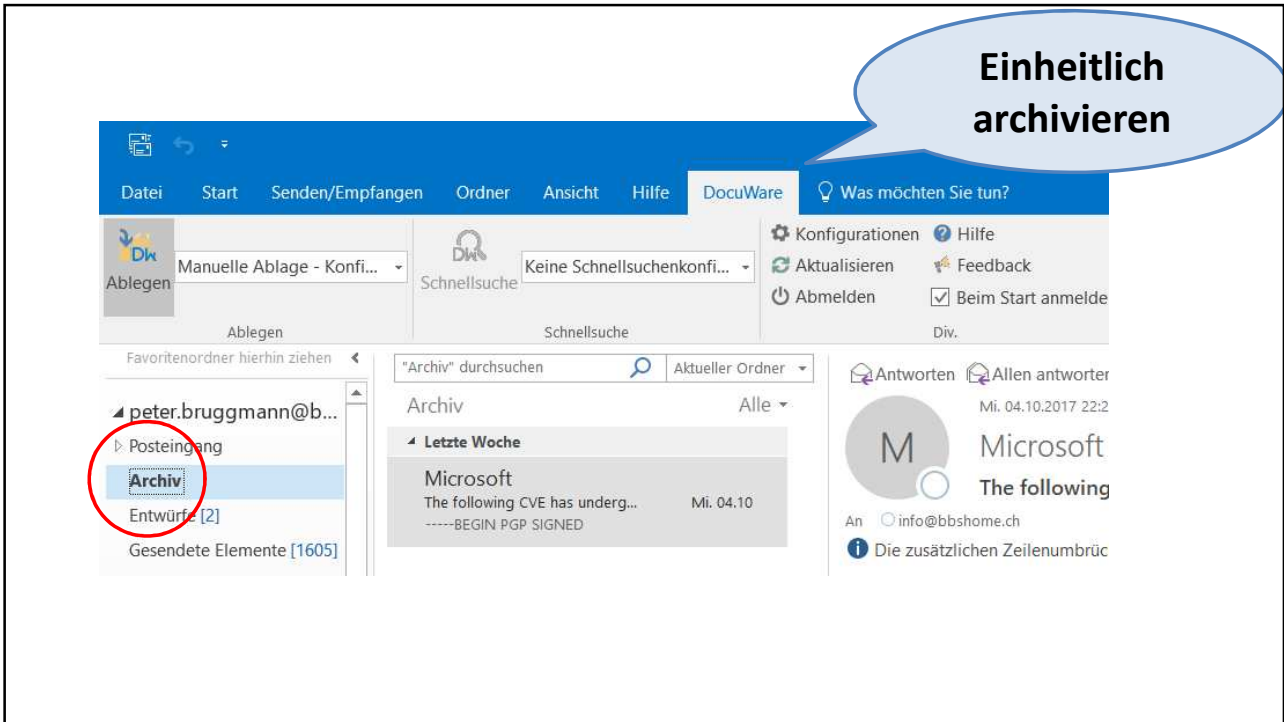 Einheitlich
archivieren
Datei Start Senden/Empfangen Ordner Ansicht Hilfe DocuWare Was möchten Sie tun?
DW
Ablegen
Manuelle Ablage - Konfi...
Ablegen
DW
Schnellsuche
Keine Schnellsuchenkonfi...
Schnellsuche
Konfigurationen Hilfe
Aktualisieren Feedback
Abmelden Beim Start anmelde
Div.
Favoritenordner hierhin ziehen
peter.bruggmann@b...
Posteingang
Archiv
Entwürfe [2]
Gesendete Elemente [1605]
"Archiv" durchsuchen Aktueller Ordner
Archiv Alle
Letzte Woche
Microsoft
The following CVE has underg... Mi. 04.10
-----BEGIN PGP SIGNED
Antworten Allen antworter
Mi. 04.10.2017 22:2
M
Microsoft
The following
An info@bbshome.ch
Die zusätzlichen Zeilenumbrüc